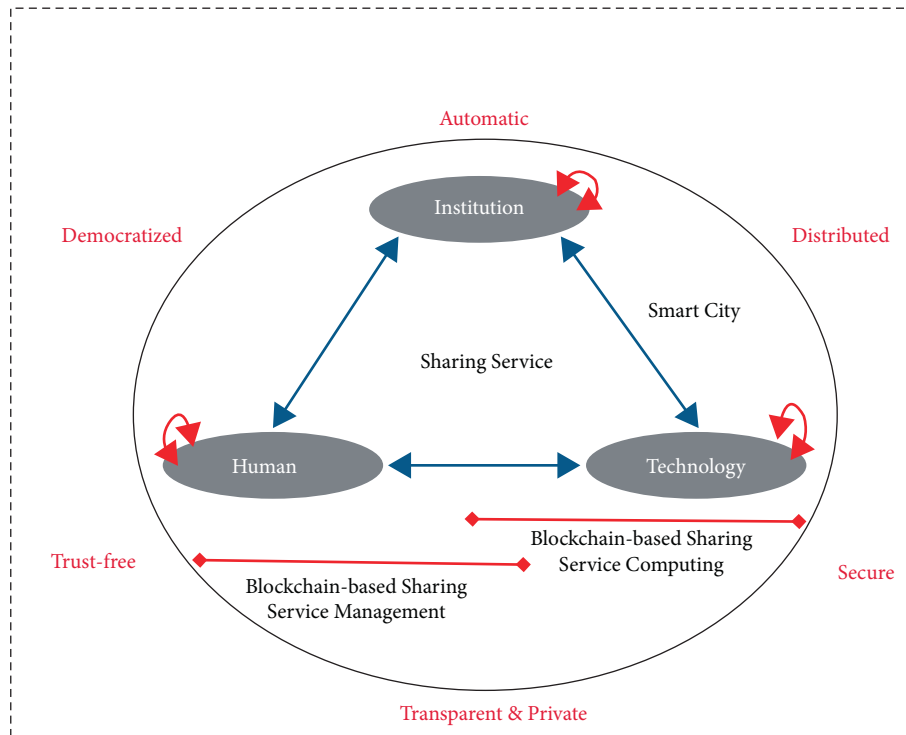 Automatic
Institution
Democratized
Distributed
Smart City
Sharing Service
Human
Technology
Blockchain-based Sharing
Service Computing
Trust-free
Secure
Blockchain-based Sharing
Service Management
Transparent & Private